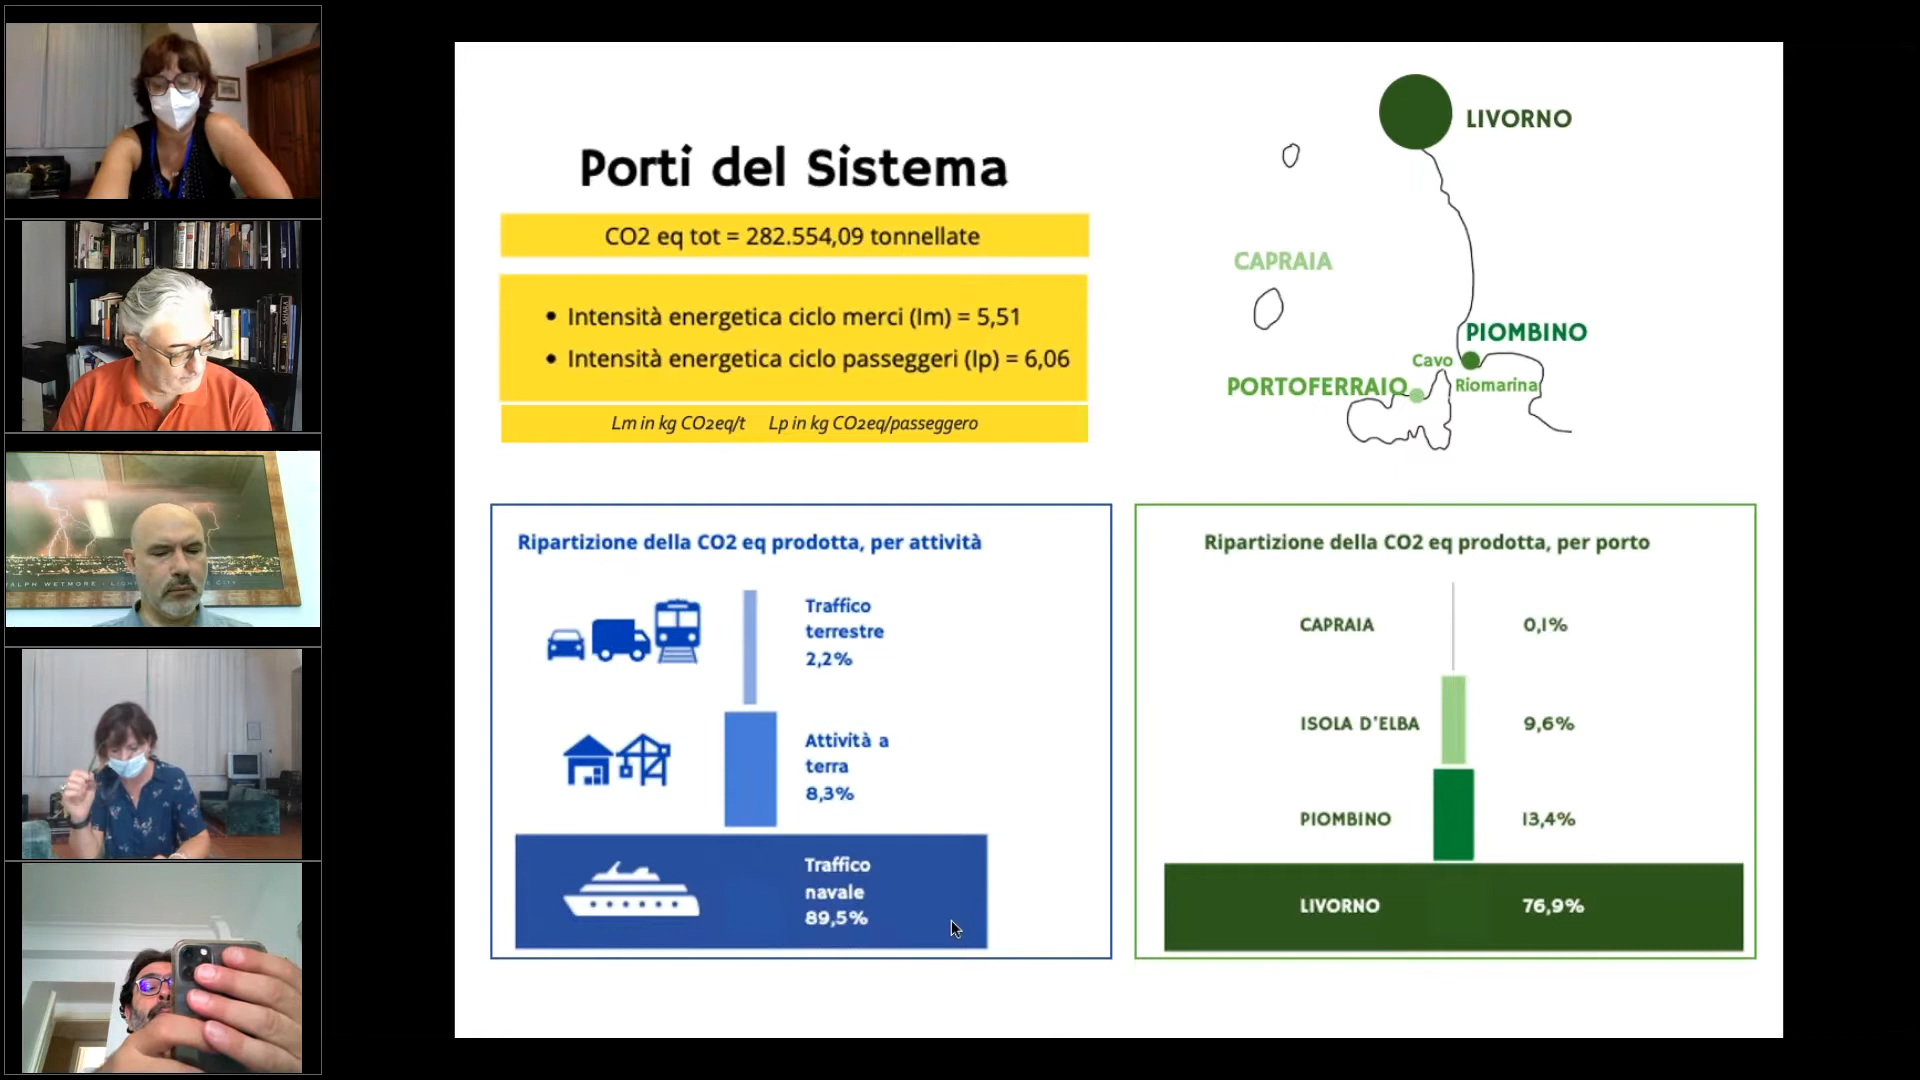 Porti del Sistema
CO2 eq tot = 282.554,09 tonnellate
• Intensità energetica ciclo merci (Im) = 5,51
• Intensità energetica ciclo passeggeri (Ip) = 6,06
Lm in kg CO2eq/t Lp in kg CO2eq/passeggero
LIVORNO
CAPRAIA
PIOMBINO
Cavo
PORTOFERRAIO
Riomarina
Ripartizione della CO2 eq prodotta, per attività
Traffico
terrestre
2,2%
Attività a
terra
8,3%
Traffico
navale
89,5%
Ripartizione della CO2 eq prodotta, per porto
CAPRAIA 0,1%
ISOLA D'ELBA 9,6%
PIOMBINO 13,4%
LIVORNO 76,9%
ALPH WETMORE - LIGH CITY